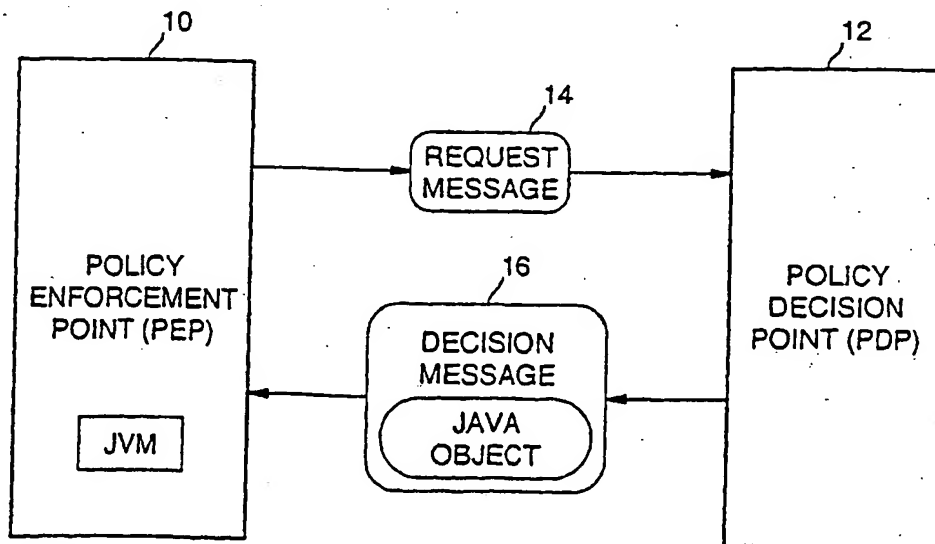 10
12
14
REQUEST
MESSAGE
POLICY
ENFORCEMENT
POINT (PEP)
JVM
16
DECISION
MESSAGE
JAVA
OBJECT
POLICY
DECISION
POINT (PDP)